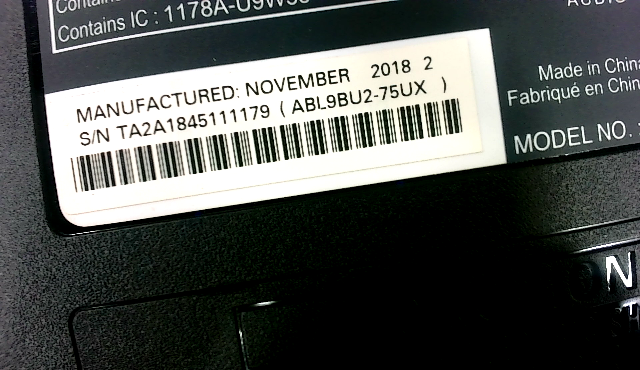 Contains IC : 1178A-U9W
MANUFACTURED: NOVEMBER 2018 2
S/N TA2A1845111179 ( ABL9BU2-75UX )
AUDIO
Made in China
Fabriqué en Chin
MODEL NO. :
N